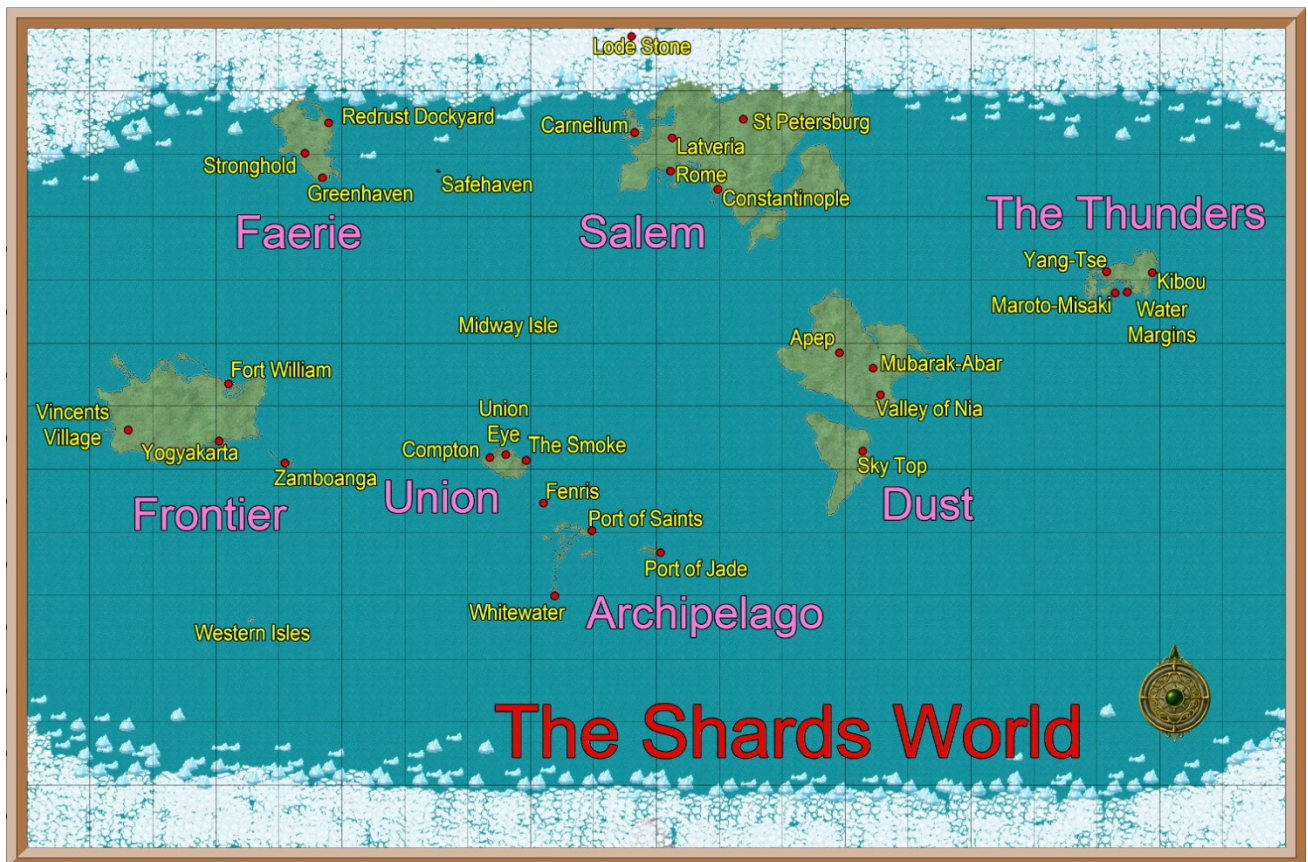 Lode Stone
Redrust Dockyard
Carnelium
St Petersburg
Latveria
Stronghold
Rome
Safehaven
Greenhaven
Constantinople
Faerie
Salem
The Thunders
Yang-Tse
Kibou
Maroto-Misaki
Water
Margins
Midway Isle
Apep
Mubarak-Abar
Fort William
Valley of Nia
Vincents
Village
Union
Eye
Yogyakarta
Compton
The Smoke
Sky Top
Zamboanga
Frontier
Union
Fenris
Dust
Port of Saints
Port of Jade
Whitewater
Archipelago
Western Isles
The Shards World